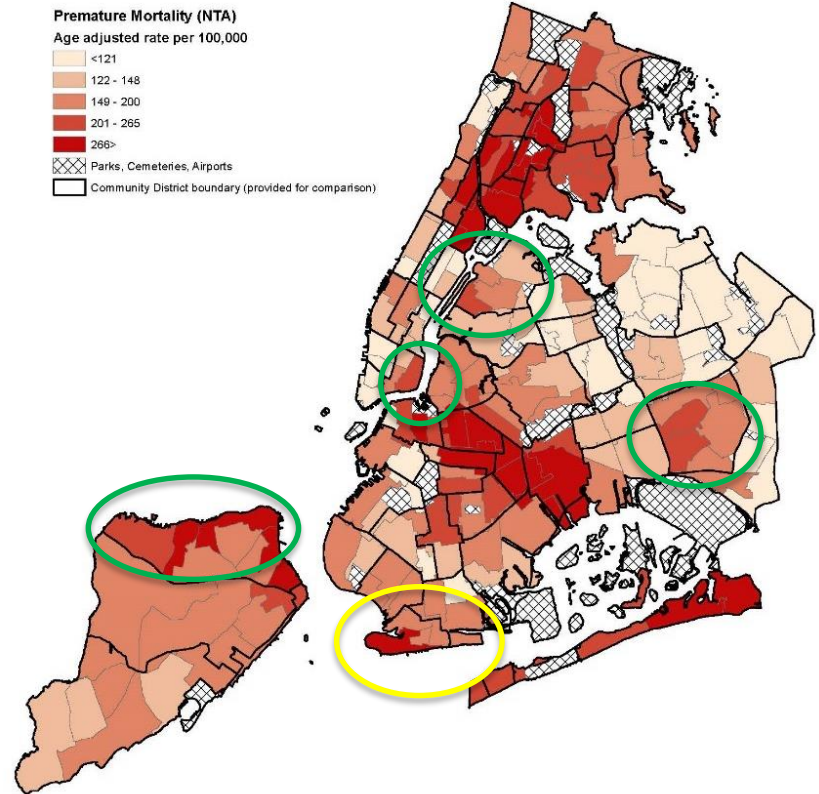 Premature Mortality (NTA)
Age adjusted rate per 100,000
<121
122 - 148
149 - 200
201 - 265
266>
Parks, Cemeteries, Airports
Community District boundary (provided for comparison)